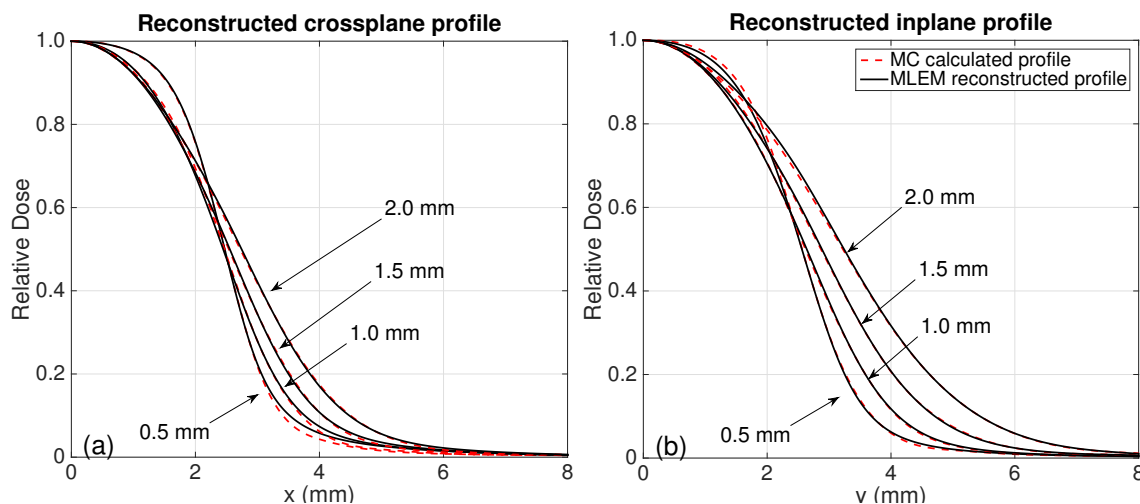 Reconstructed crossplane profile
1.0
0.8
0.6
0.4
0.2
0
Relative Dose
2.0 mm
1.5 mm
1.0 mm
0.5 mm
(a)
0 2 4 6 8
x (mm)
Reconstructed inplane profile
MC calculated profile
MLEM reconstructed profile
1.0
0.8
0.6
0.4
0.2
0
Relative Dose
2.0 mm
1.5 mm
1.0 mm
0.5 mm
(b)
0 2 4 6 8
y (mm)